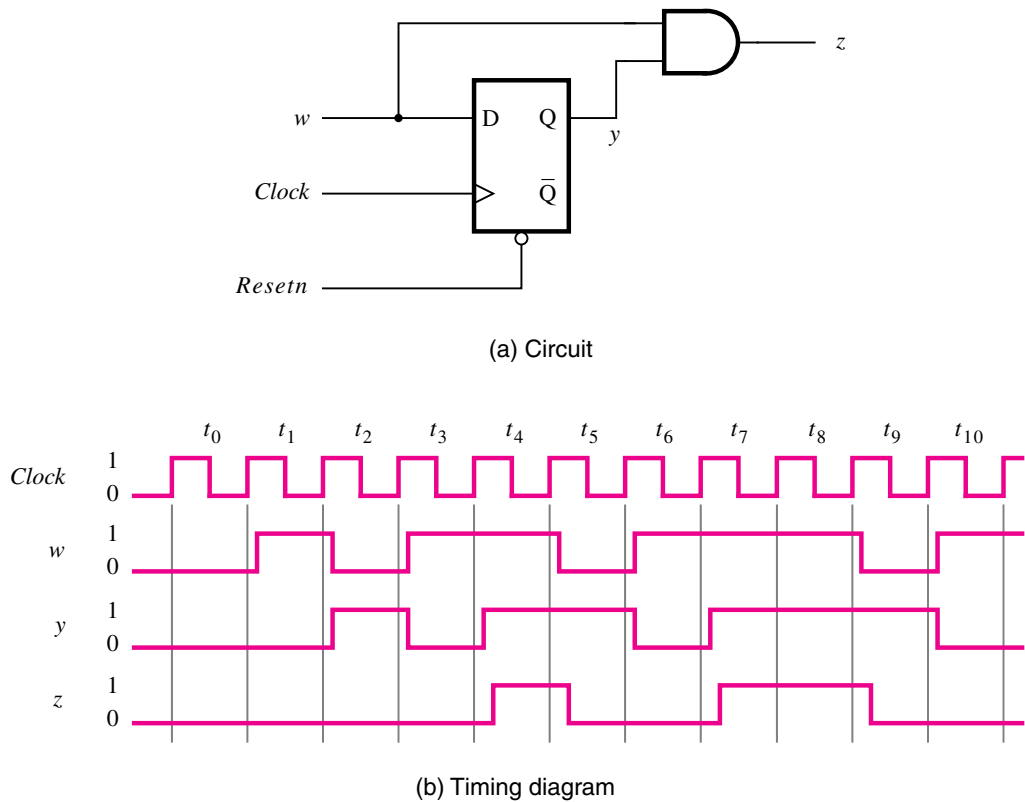 z
w
D Q
y
Clock
Q̅
Resetn
(a) Circuit
t0 t1 t2 t3 t4 t5 t6 t7 t8 t9 t10
Clock
1
0
w
1
0
y
1
0
z
1
0
(b) Timing diagram